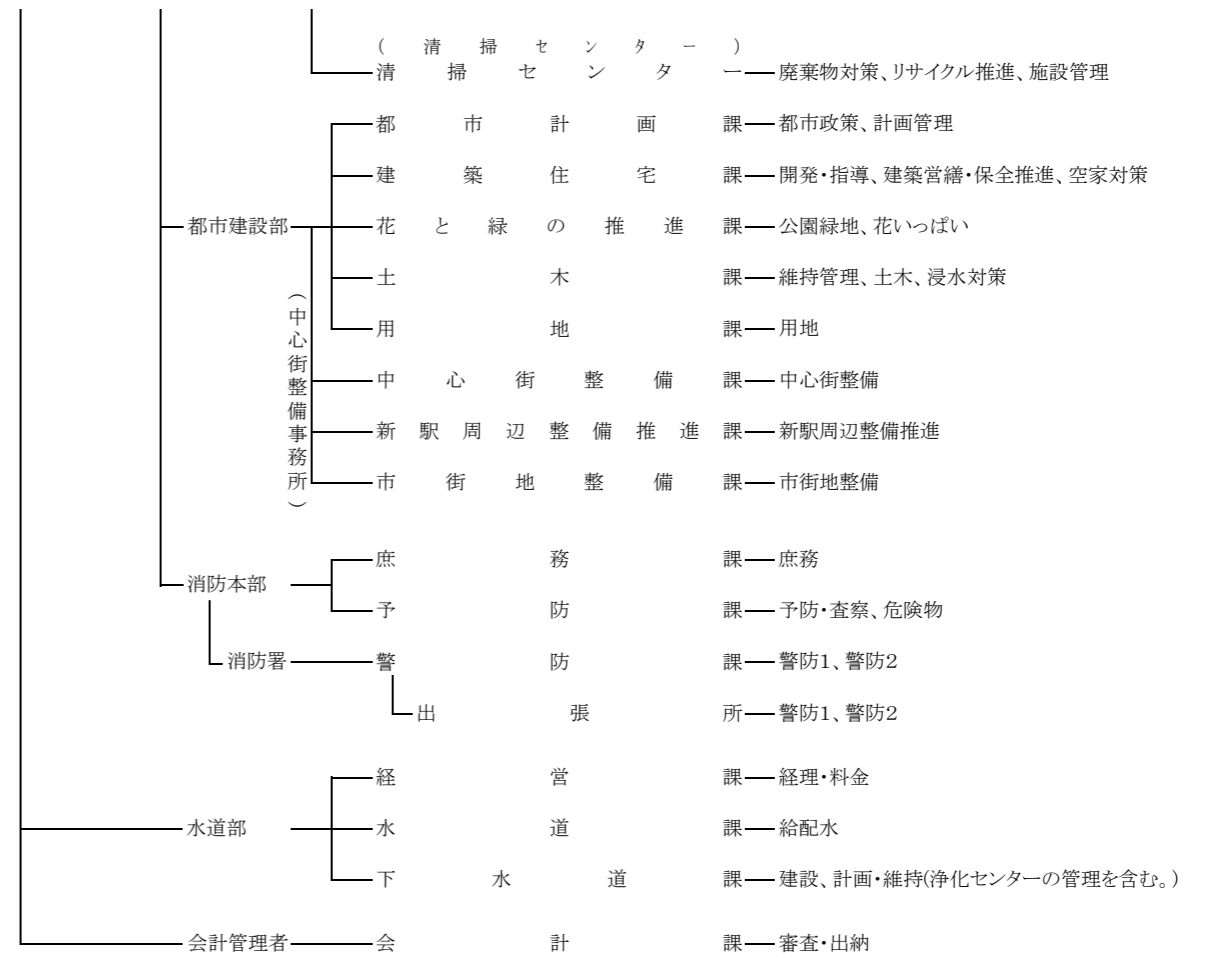 (清掃センター)
清掃センター 廃棄物対策、リサイクル推進、施設管理
都市計画課 都市政策、計画管理
建築住宅課 開発・指導、建築営繕・保全推進、空家対策
都市建設部 花と緑の推進課 公園緑地、花いっぱい
土木課 維持管理、土木、浸水対策
用地課 用地
(中心街整備事務所)
中心街整備課 中心街整備
新駅周辺整備推進課 新駅周辺整備推進
市街地整備課 市街地整備
庶務課 庶務
消防本部
予防課 予防・査察、危険物
消防署 警防課 警防1、警防2
出張所 警防1、警防2
経営課 経理・料金
水道部 水道課 給配水
下水道課 建設、計画・維持(浄化センターの管理を含む。)
会計管理者 会計課 審査・出納